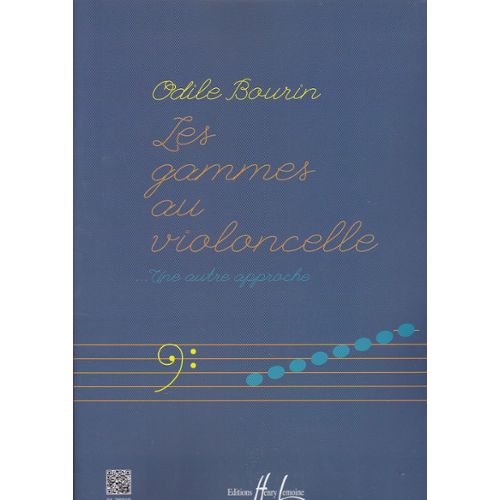 Odile Bourin
Les
gammes
au
violoncelle
...Une autre approche
Editions Henry Lemoine